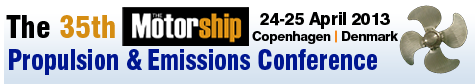 The 35th THE Motorship 24-25 April 2013
Copenhagen | Denmark
Propulsion & Emissions Conference